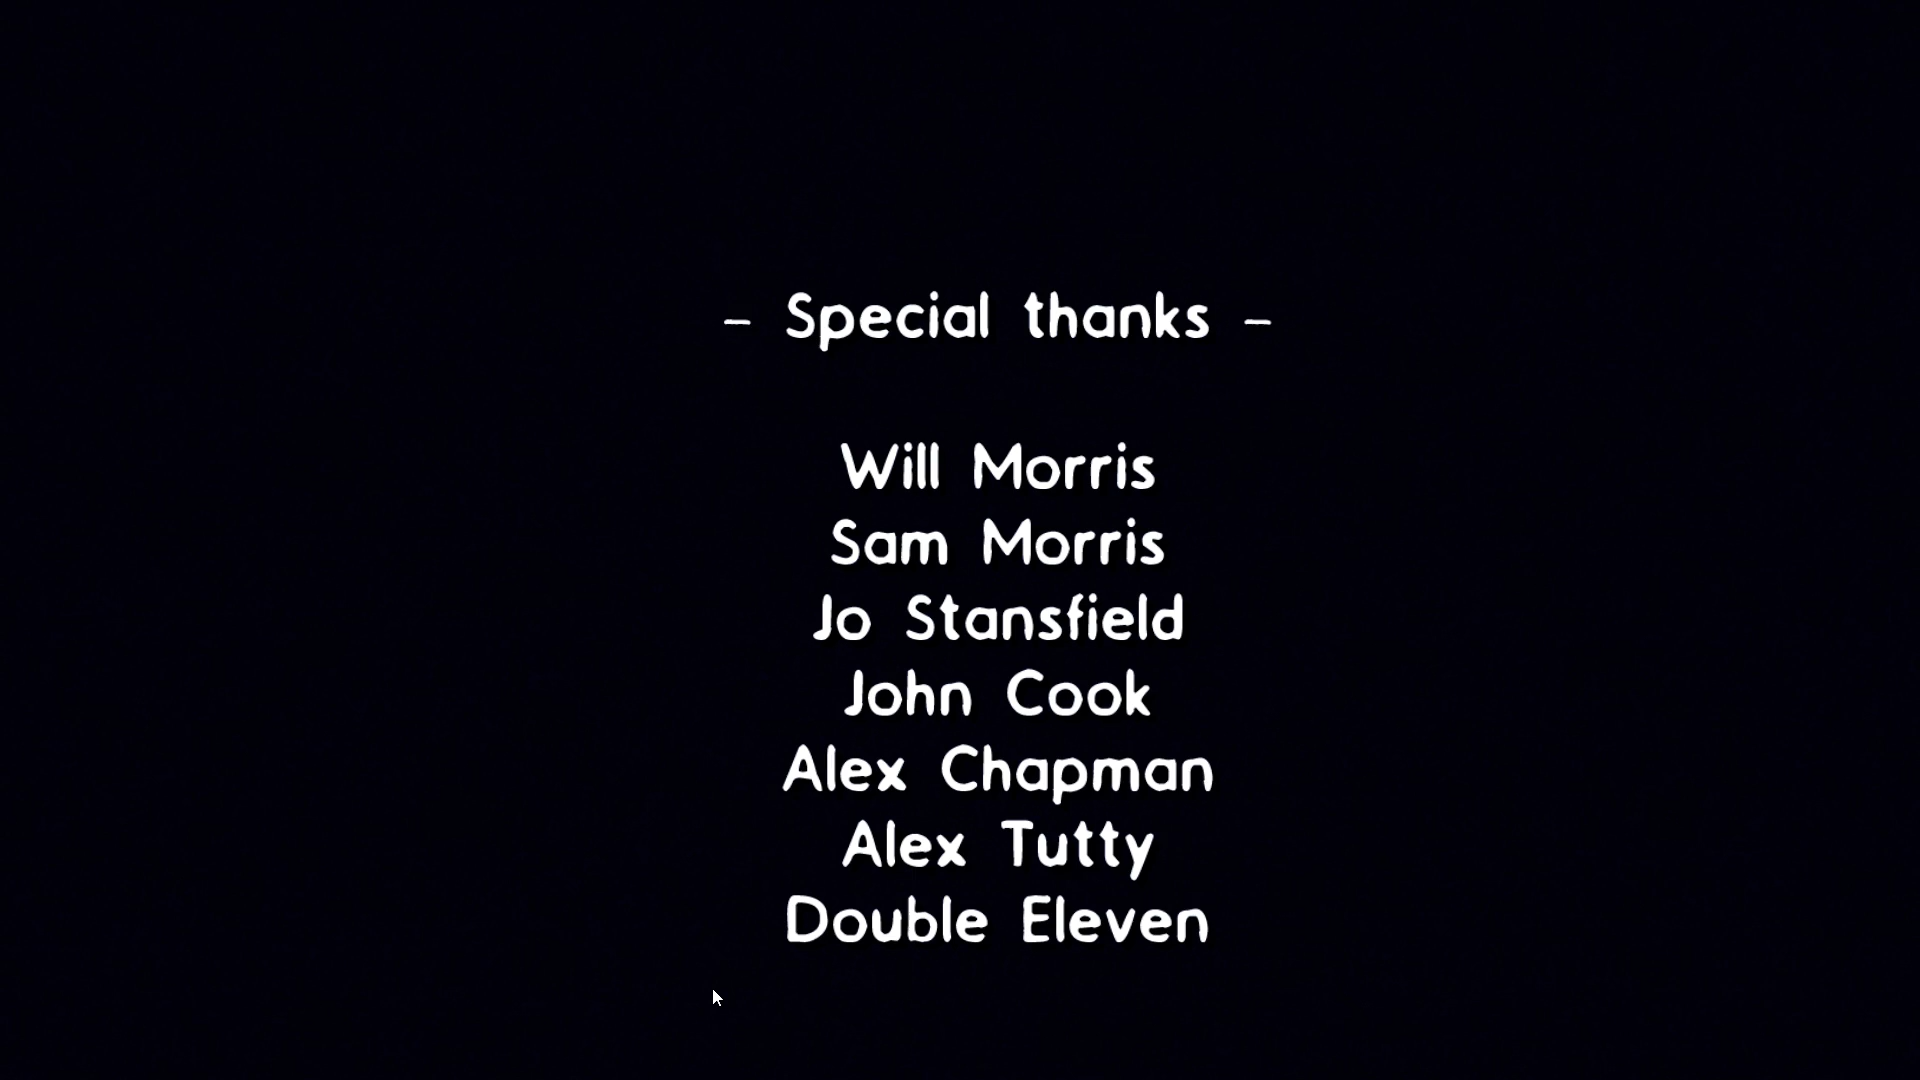 - Special thanks -
Will Morris
Sam Morris
Jo Stansfield
John Cook
Alex Chapman
Alex Tutty
Double Eleven